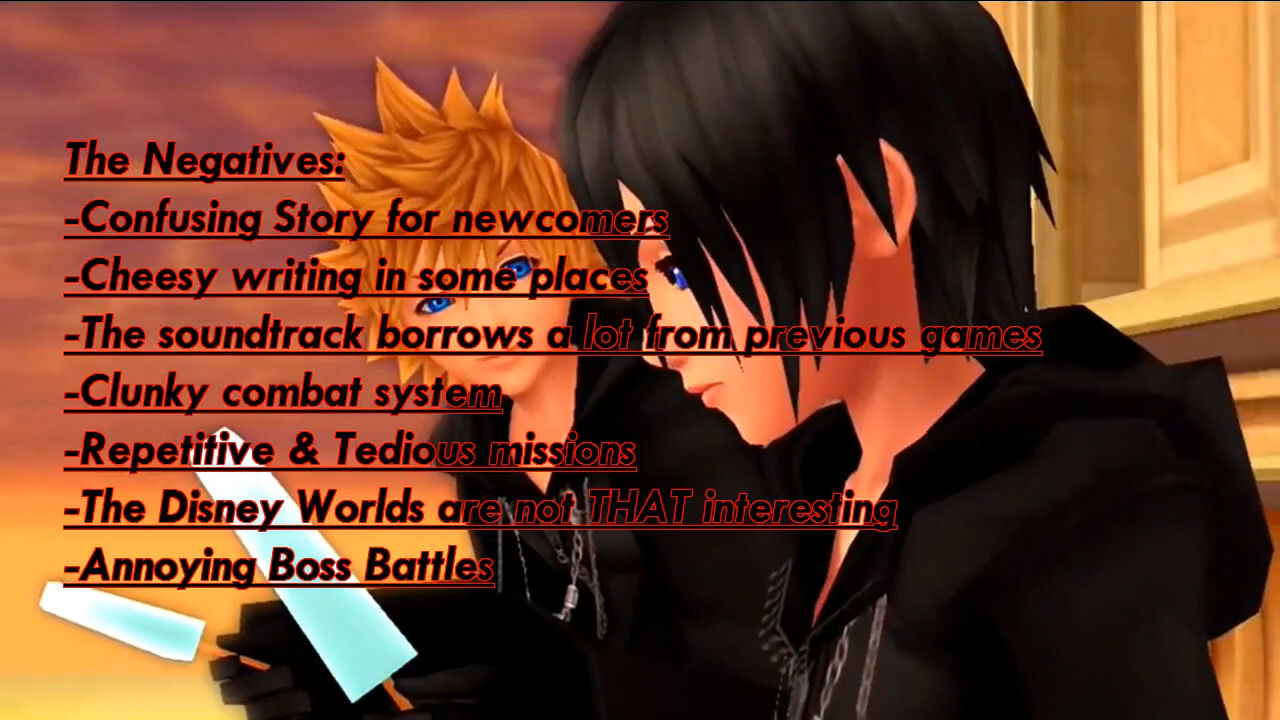 The Negatives:
-Confusing Story for newcomers
-Cheesy writing in some places
-The soundtrack borrows a lot from previous games
-Clunky combat system
-Repetitive & Tedious missions
-The Disney Worlds are not THAT interesting
-Annoying Boss Battles